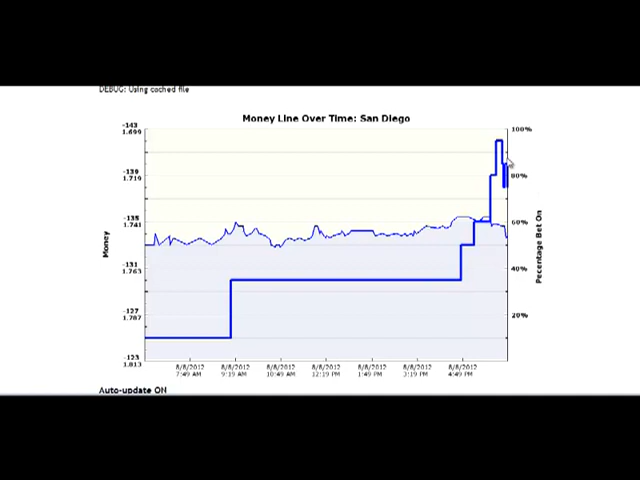 DEBUG: Using cached file
Money Line Over Time: San Diego
-143
1.699
-139
1.719
-135
1.741
-131
1.763
-127
1.787
-123
1.813
Money
100%
80%
60%
40%
20%
Pecentage Bet On
8/8/2012
7:49 AM
8/8/2012
9:19 AM
8/8/2012
10:49 AM
8/8/2012
12:19 PM
8/8/2012
1:49 PM
8/8/2012
3:19 PM
8/8/2012
4:49 PM
Auto-update ON